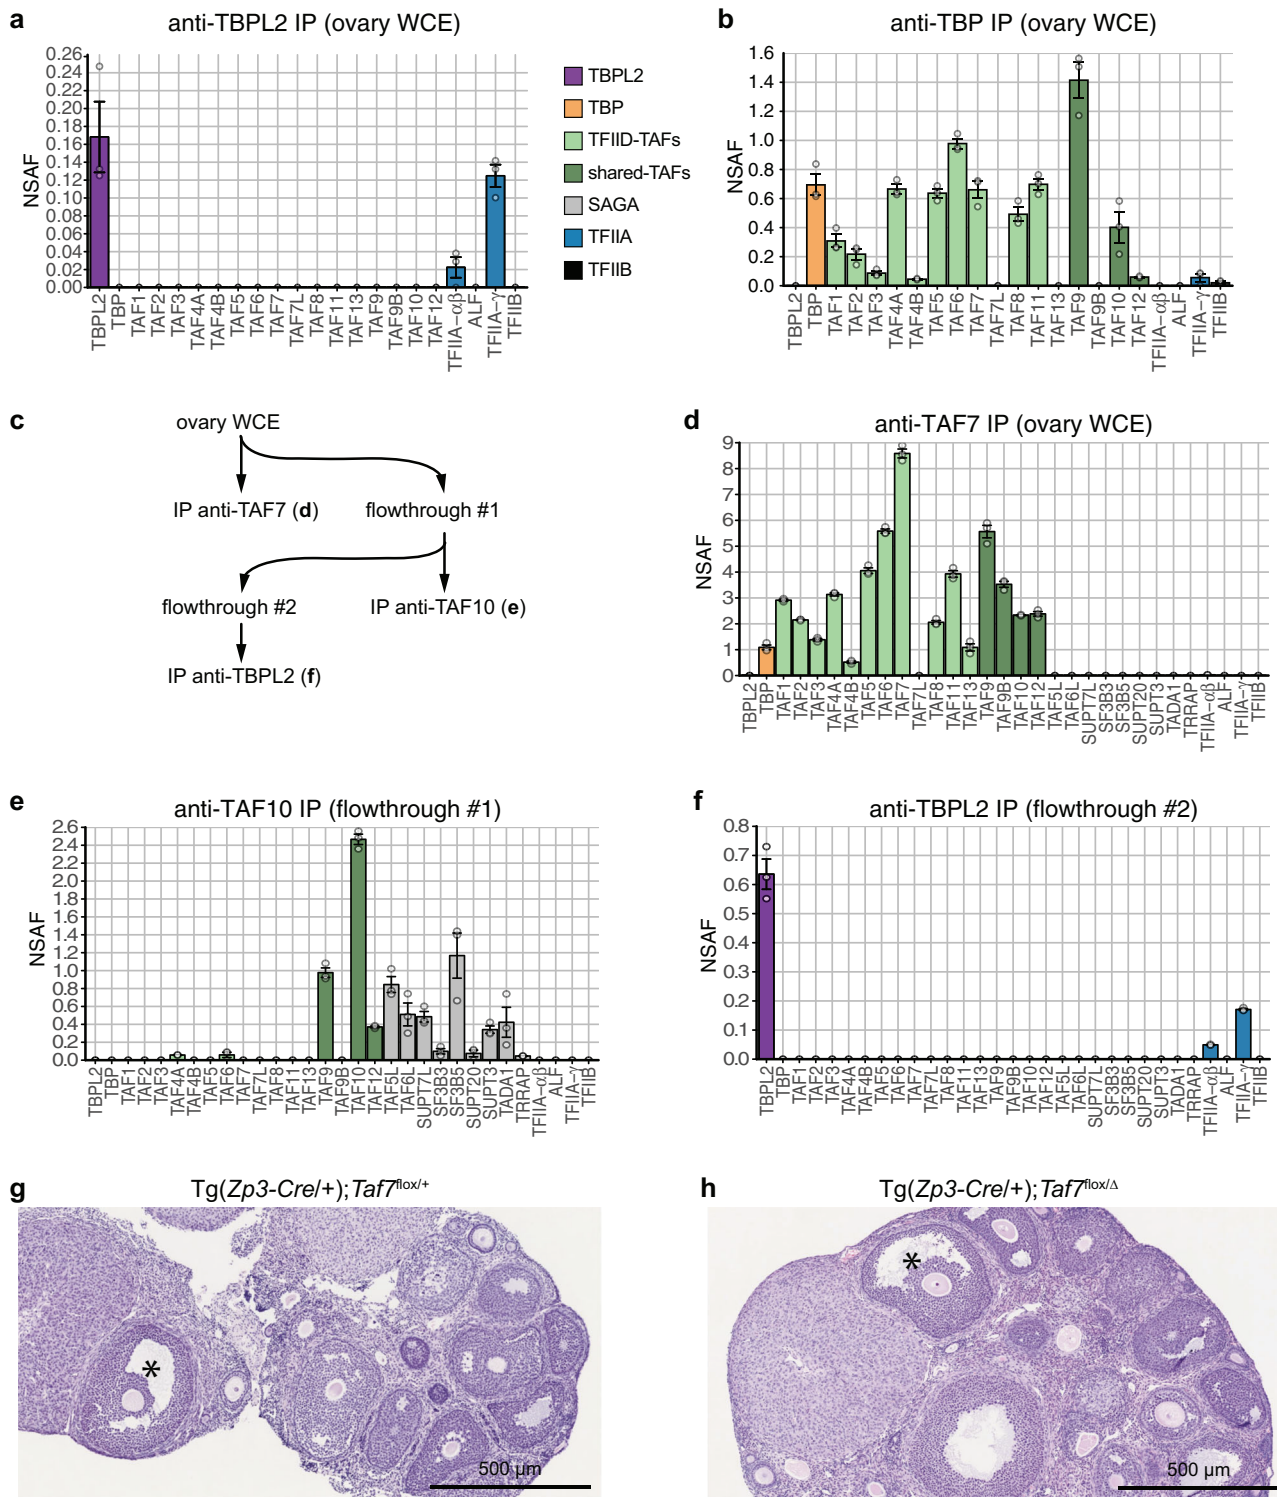 a
anti-TBPL2 IP (ovary WCE)
NSAF
0.26
0.24
0.22
0.20
0.18
0.16
0.14
0.12
0.10
0.08
0.06
0.04
0.02
0.00
TBPL2
TBP
TAF1
TAF2
TAF3
TAF4A
TAF4B
TAF5
TAF6
TAF7
TAF7L
TAF8
TAF11
TAF13
TAF9
TAF9B
TAF10
TAF12
TFIIA−αβ
ALF
TFIIA−γ
TFIIB
TBPL2
TBP
TFIID-TAFs
shared-TAFs
SAGA
TFIIA
TFIIB
b
anti-TBP IP (ovary WCE)
NSAF
1.6
1.4
1.2
1.0
0.8
0.6
0.4
0.2
0.0
TBPL2
TBP
TAF1
TAF2
TAF3
TAF4A
TAF4B
TAF5
TAF6
TAF7
TAF7L
TAF8
TAF11
TAF13
TAF9
TAF9B
TAF10
TAF12
TFIIA−αβ
ALF
TFIIA−γ
TFIIB
c
ovary WCE
IP anti-TAF7 (d)
flowthrough #1
flowthrough #2
IP anti-TAF10 (e)
IP anti-TBPL2 (f)
d
anti-TAF7 IP (ovary WCE)
NSAF
9
8
7
6
5
4
3
2
1
0
TBPL2
TBP
TAF1
TAF2
TAF3
TAF4A
TAF4B
TAF5
TAF6
TAF7
TAF7L
TAF8
TAF11
TAF13
TAF9
TAF9B
TAF10
TAF12
TAF5L
TAF6L
SUPT7L
SF3B3
SF3B5
SUPT20
SUPT3
TADA1
TRRAP
TFIIA−αβ
ALF
TFIIA−γ
TFIIB
e
anti-TAF10 IP (flowthrough #1)
NSAF
2.6
2.4
2.2
2.0
1.8
1.6
1.4
1.2
1.0
0.8
0.6
0.4
0.2
0.0
TBPL2
TBP
TAF1
TAF2
TAF3
TAF4A
TAF4B
TAF5
TAF6
TAF7
TAF7L
TAF8
TAF11
TAF13
TAF9
TAF9B
TAF10
TAF12
TAF5L
TAF6L
SUPT7L
SF3B3
SF3B5
SUPT20
SUPT3
TADA1
TRRAP
TFIIA−αβ
ALF
TFIIA−γ
TFIIB
f
anti-TBPL2 IP (flowthrough #2)
NSAF
0.8
0.7
0.6
0.5
0.4
0.3
0.2
0.1
0.0
TBPL2
TBP
TAF1
TAF2
TAF3
TAF4A
TAF4B
TAF5
TAF6
TAF7
TAF7L
TAF8
TAF11
TAF13
TAF9
TAF9B
TAF10
TAF12
TAF5L
TAF6L
SUPT7L
SF3B3
SF3B5
SUPT20
SUPT3
TADA1
TRRAP
TFIIA−αβ
ALF
TFIIA−γ
TFIIB
g
Tg(Zp3-Cre/+);Taf7flox/+
*
500 µm
h
Tg(Zp3-Cre/+);Taf7flox/Δ
*
500 µm